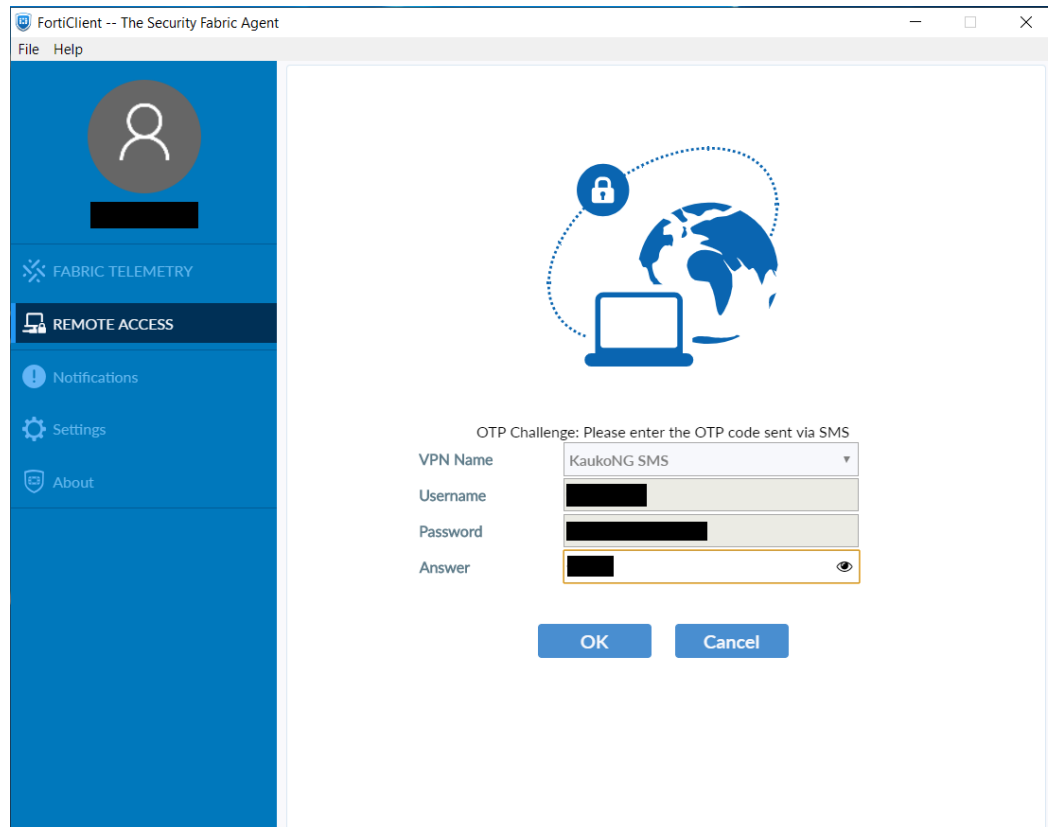 FortiClient -- The Security Fabric Agent
File Help
FABRIC TELEMETRY
REMOTE ACCESS
Notifications
Settings
About
OTP Challenge: Please enter the OTP code sent via SMS
VPN Name KaukoNG SMS
Username
Password
Answer
OK Cancel